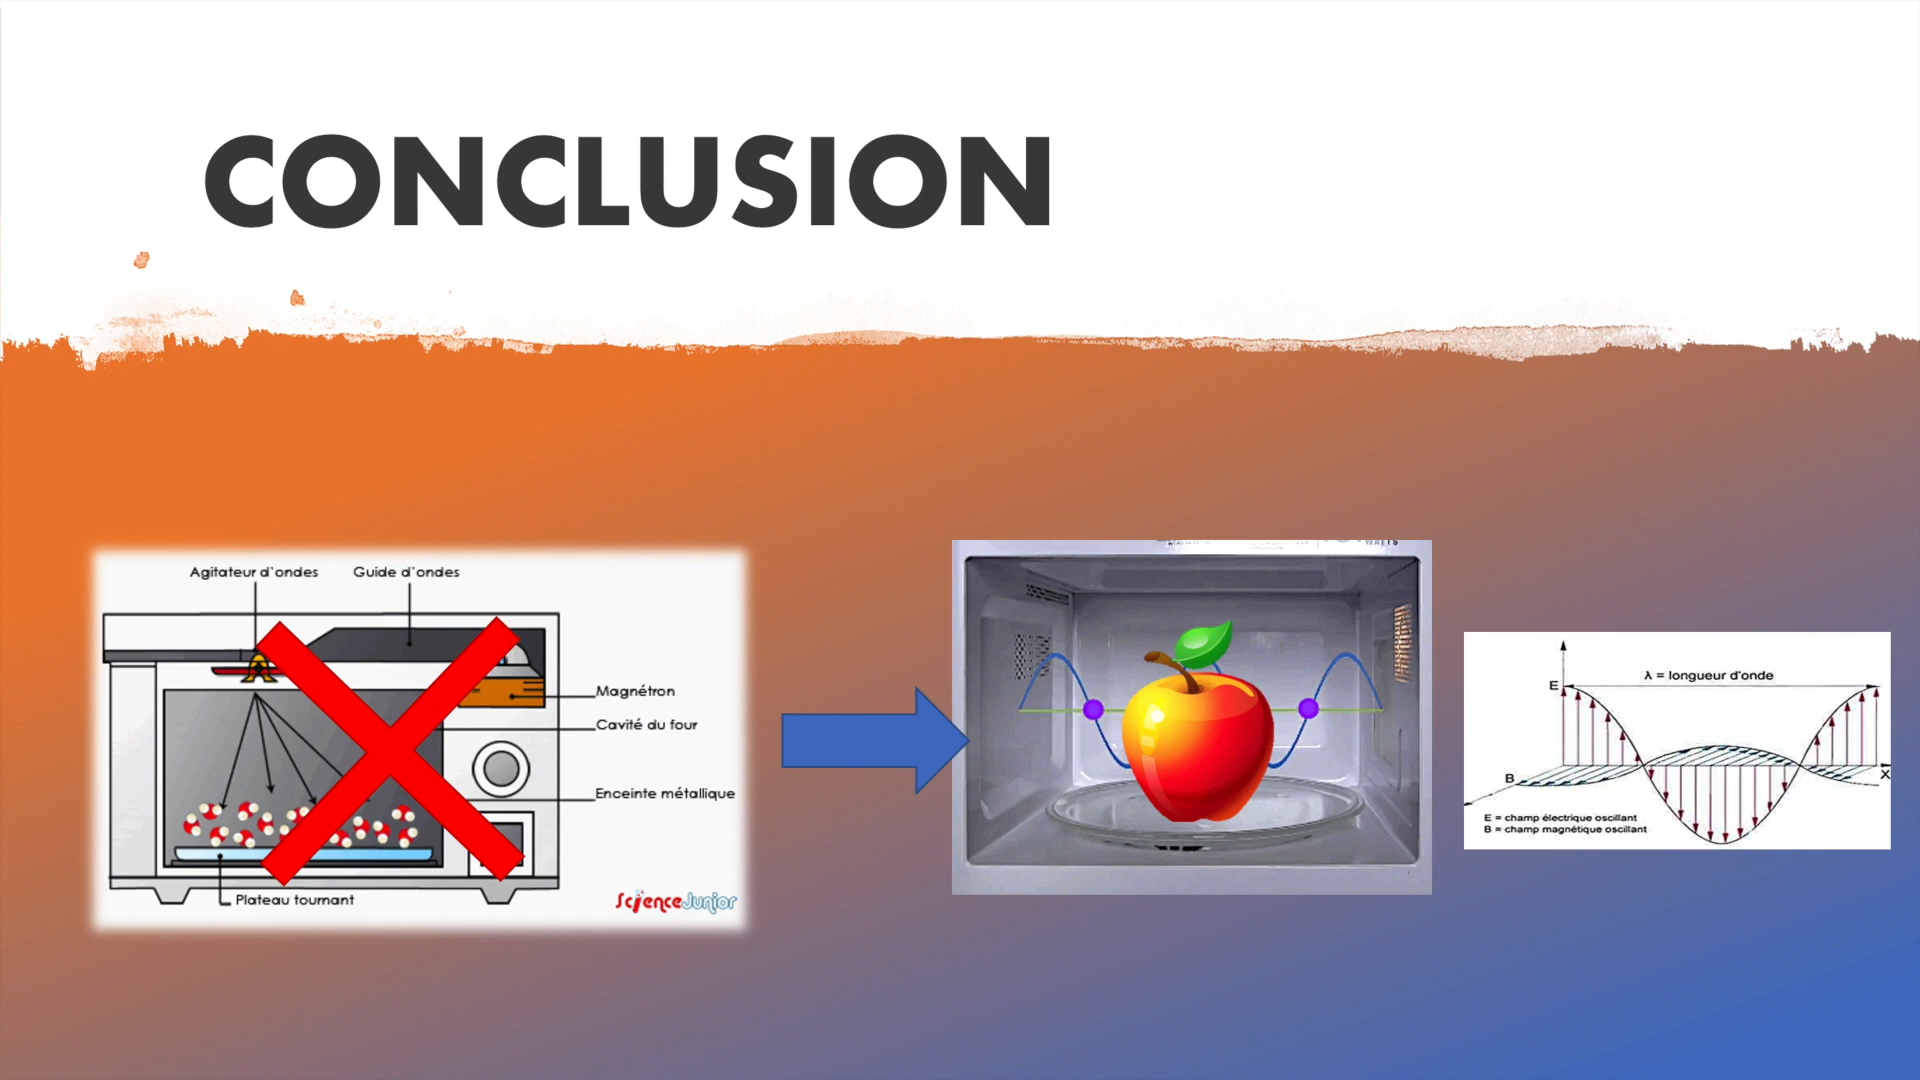 CONCLUSION
Agitateur d'ondes
Guide d'ondes
Magnétron
Cavité du four
Enceinte métallique
Plateau tournant
ScienceJunior
WATTS
λ = longueur d'onde
E
B
X
E = champ électrique oscillant
B = champ magnétique oscillant